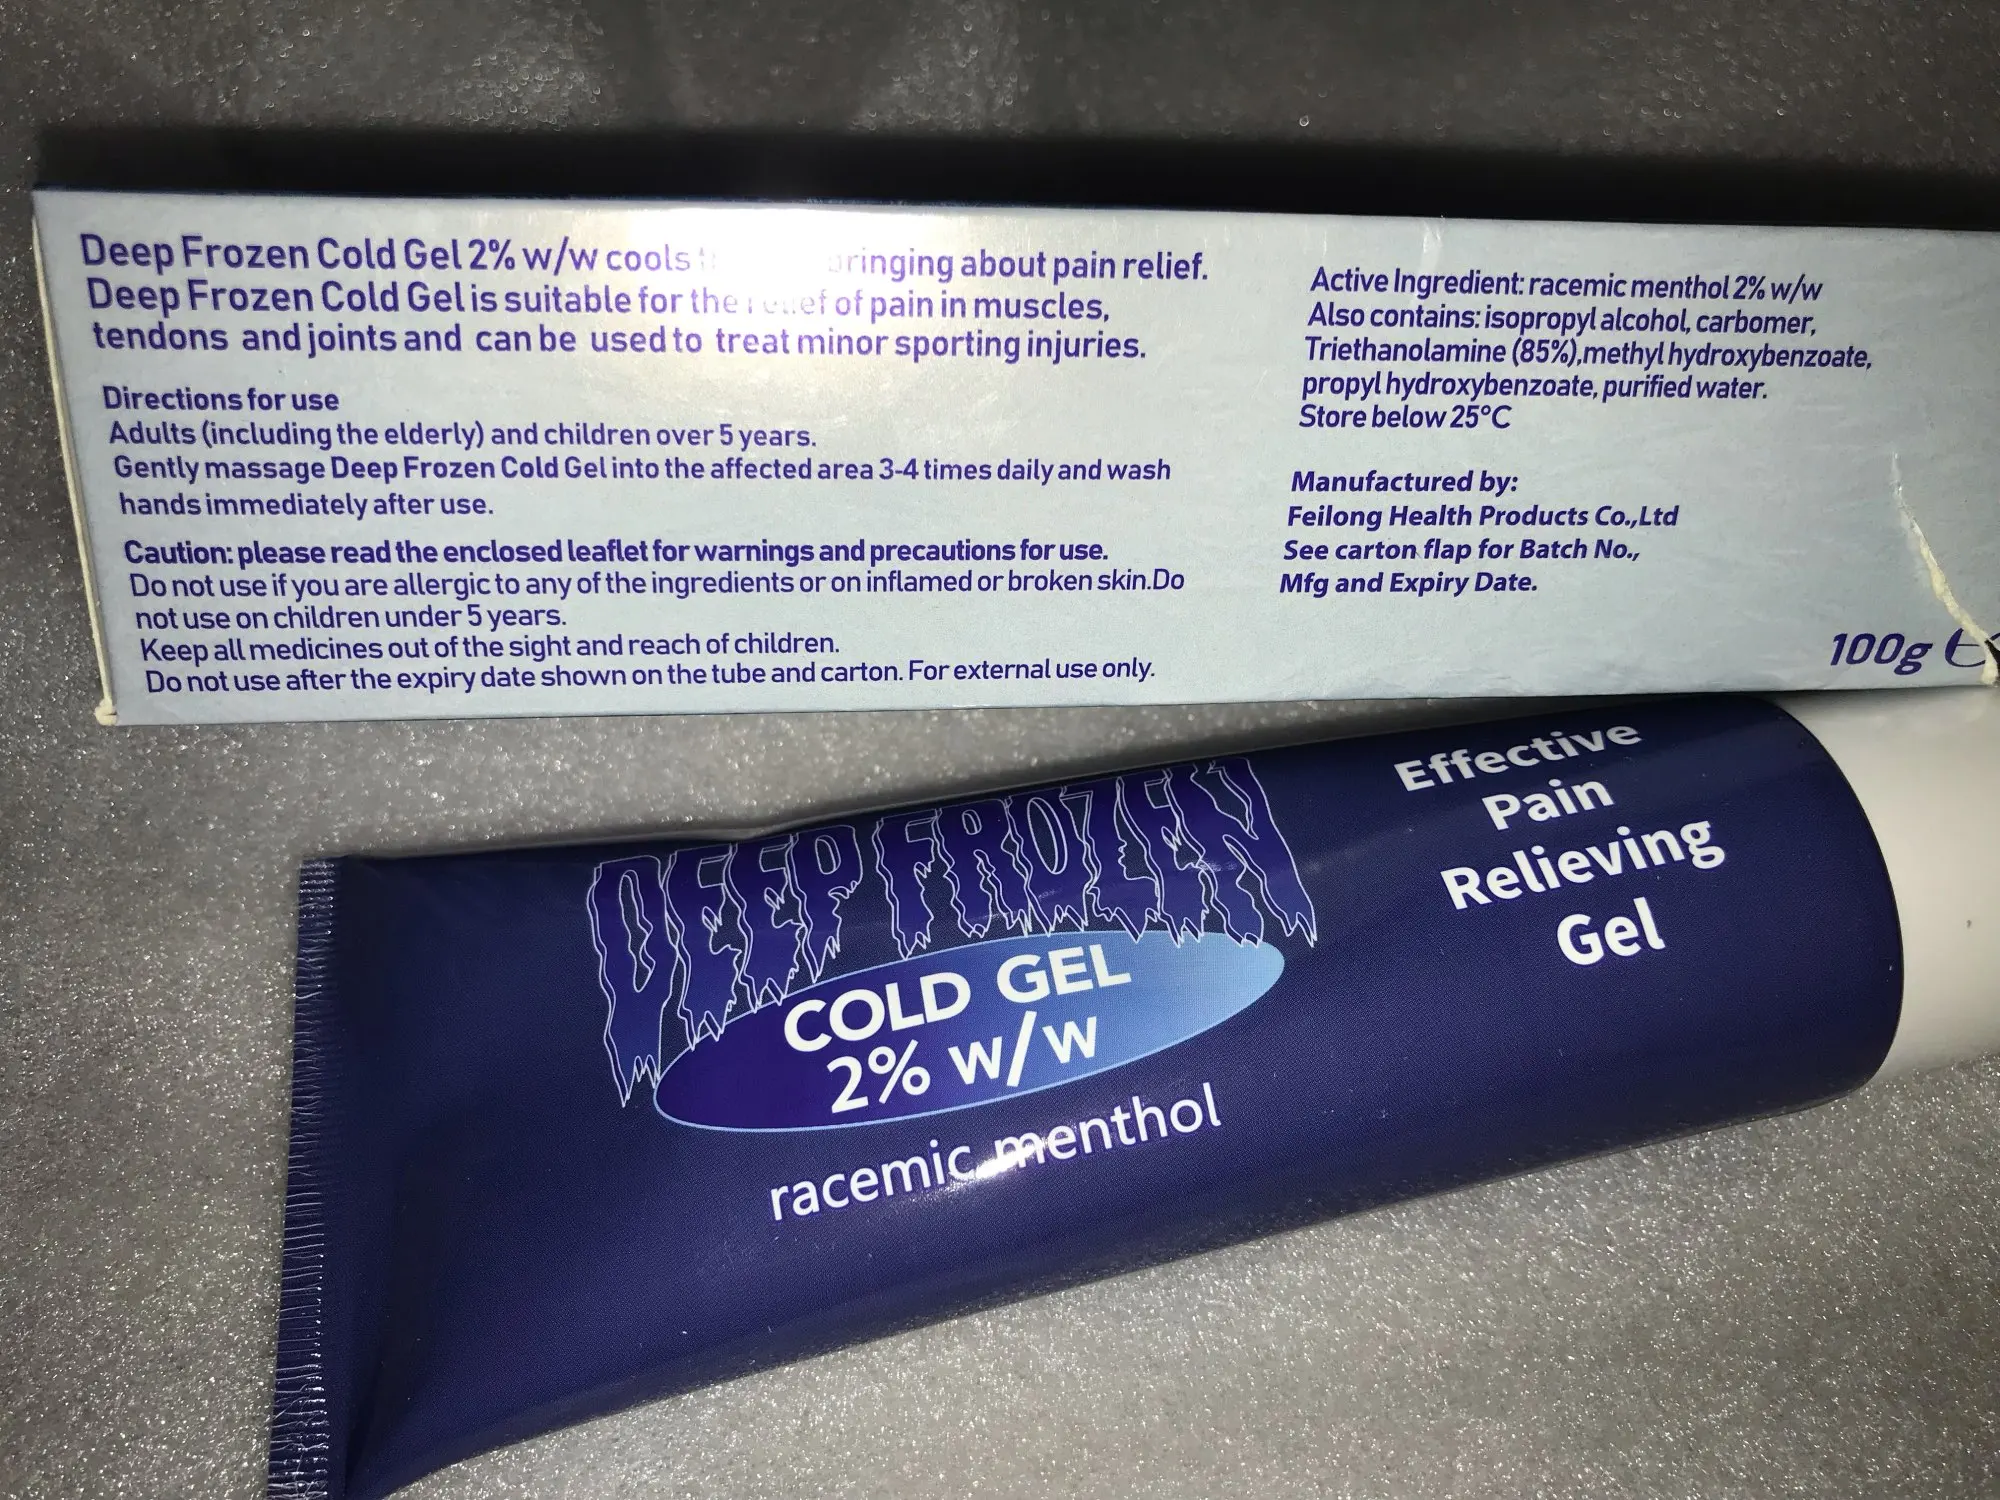 Deep Frozen Cold Gel 2% w/w cools about pain relief.
Deep Frozen Cold Gel is suitable for the relief of pain in muscles,
tendons and joints and can be used to treat minor sporting injuries.
Directions for use
Adults (including the elderly) and children over 5 years.
Gently massage Deep Frozen Cold Gel into the affected area 3-4 times daily and wash
hands immediately after use.
Caution: please read the enclosed leaflet for warnings and precautions for use.
Do not use if you are allergic to any of the ingredients or on inflamed or broken skin.Do
not use on children under 5 years.
Keep all medicines out of the sight and reach of children.
Do not use after the expiry date shown on the tube and carton. For external use only.
Active Ingredient: racemic menthol 2% w/w
Also contains: isopropyl alcohol, carbomer,
Triethanolamine (85%),methyl hydroxybenzoate,
propyl hydroxybenzoate, purified water.
Store below 25°C
Manufactured by:
Feilong Health Products Co.,Ltd
See carton flap for Batch No.,
Mfg and Expiry Date.
100g e
DEEP FROZEN
COLD GEL
2% w/w
racemic menthol
Effective
Pain
Relieving
Gel